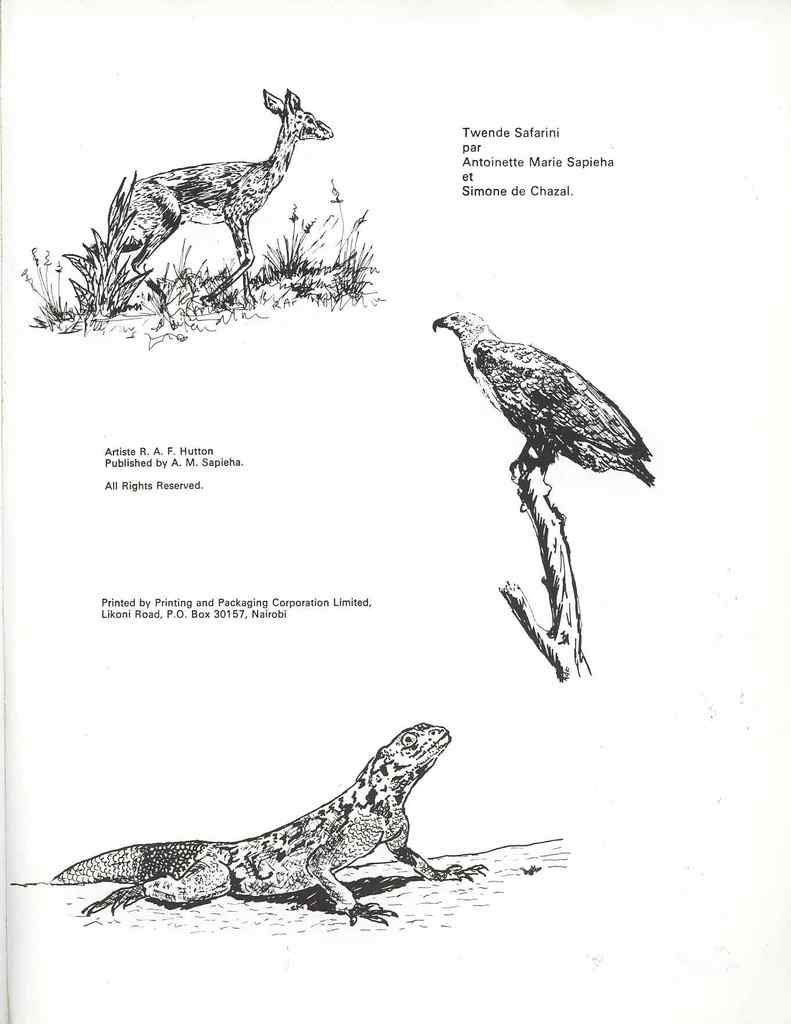 Twende Safarini
par
Antoinette Marie Sapieha
et
Simone de Chazal.
Artiste R. A. F. Hutton
Published by A. M. Sapieha.
All Rights Reserved.
Printed by Printing and Packaging Corporation Limited,
Likoni Road, P.O. Box 30157, Nairobi